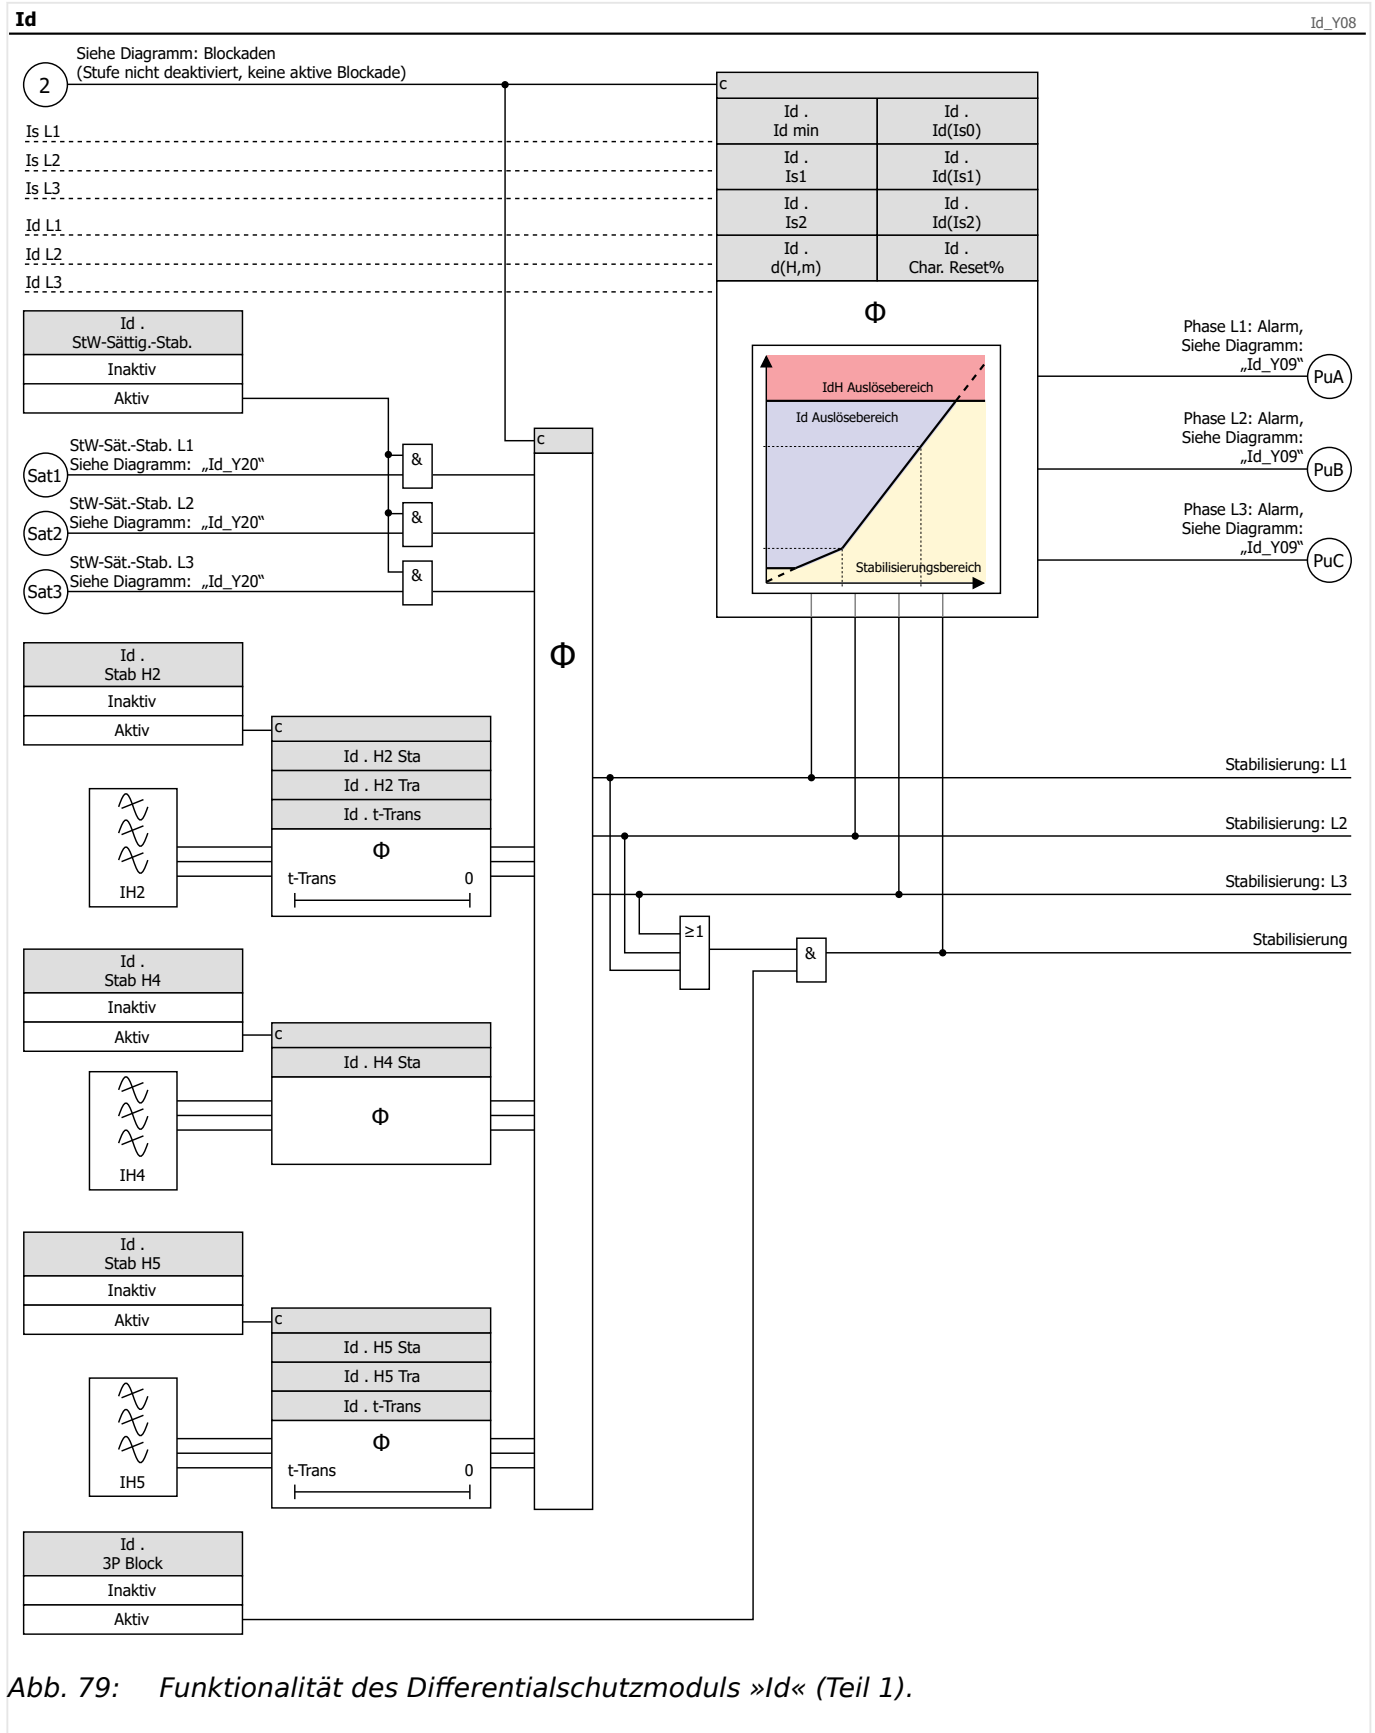 Id
Id_Y08
Siehe Diagramm: Blockaden
(Stufe nicht deaktiviert, keine aktive Blockade)
2
c
Id .
Id min
Id .
Id(Is0)
Id .
Is1
Id .
Id(Is1)
Id .
Is2
Id .
Id(Is2)
Id .
d(H,m)
Id .
Char. Reset%
Φ
Is L1
Is L2
Is L3
Id L1
Id L2
Id L3
IdH Auslösebereich
Id Auslösebereich
Stabilisierungsbereich
Phase L1: Alarm,
Siehe Diagramm:
„Id_Y09“
PuA
Phase L2: Alarm,
Siehe Diagramm:
„Id_Y09“
PuB
Phase L3: Alarm,
Siehe Diagramm:
„Id_Y09“
PuC
Id .
StW-Sättig.-Stab.
Inaktiv
Aktiv
StW-Sät.-Stab. L1
Siehe Diagramm: „Id_Y20“
Sat1
&
StW-Sät.-Stab. L2
Siehe Diagramm: „Id_Y20“
Sat2
&
StW-Sät.-Stab. L3
Siehe Diagramm: „Id_Y20“
Sat3
&
c
Φ
Id .
Stab H2
Inaktiv
Aktiv
c
Id . H2 Sta
Id . H2 Tra
Id . t-Trans
Φ
t-Trans 0
IH2
Stabilisierung: L1
Stabilisierung: L2
Stabilisierung: L3
≥1
&
Stabilisierung
Id .
Stab H4
Inaktiv
Aktiv
c
Id . H4 Sta
Φ
IH4
Id .
Stab H5
Inaktiv
Aktiv
c
Id . H5 Sta
Id . H5 Tra
Id . t-Trans
Φ
t-Trans 0
IH5
Id .
3P Block
Inaktiv
Aktiv
Abb. 79: Funktionalität des Differentialschutzmoduls »Id« (Teil 1).